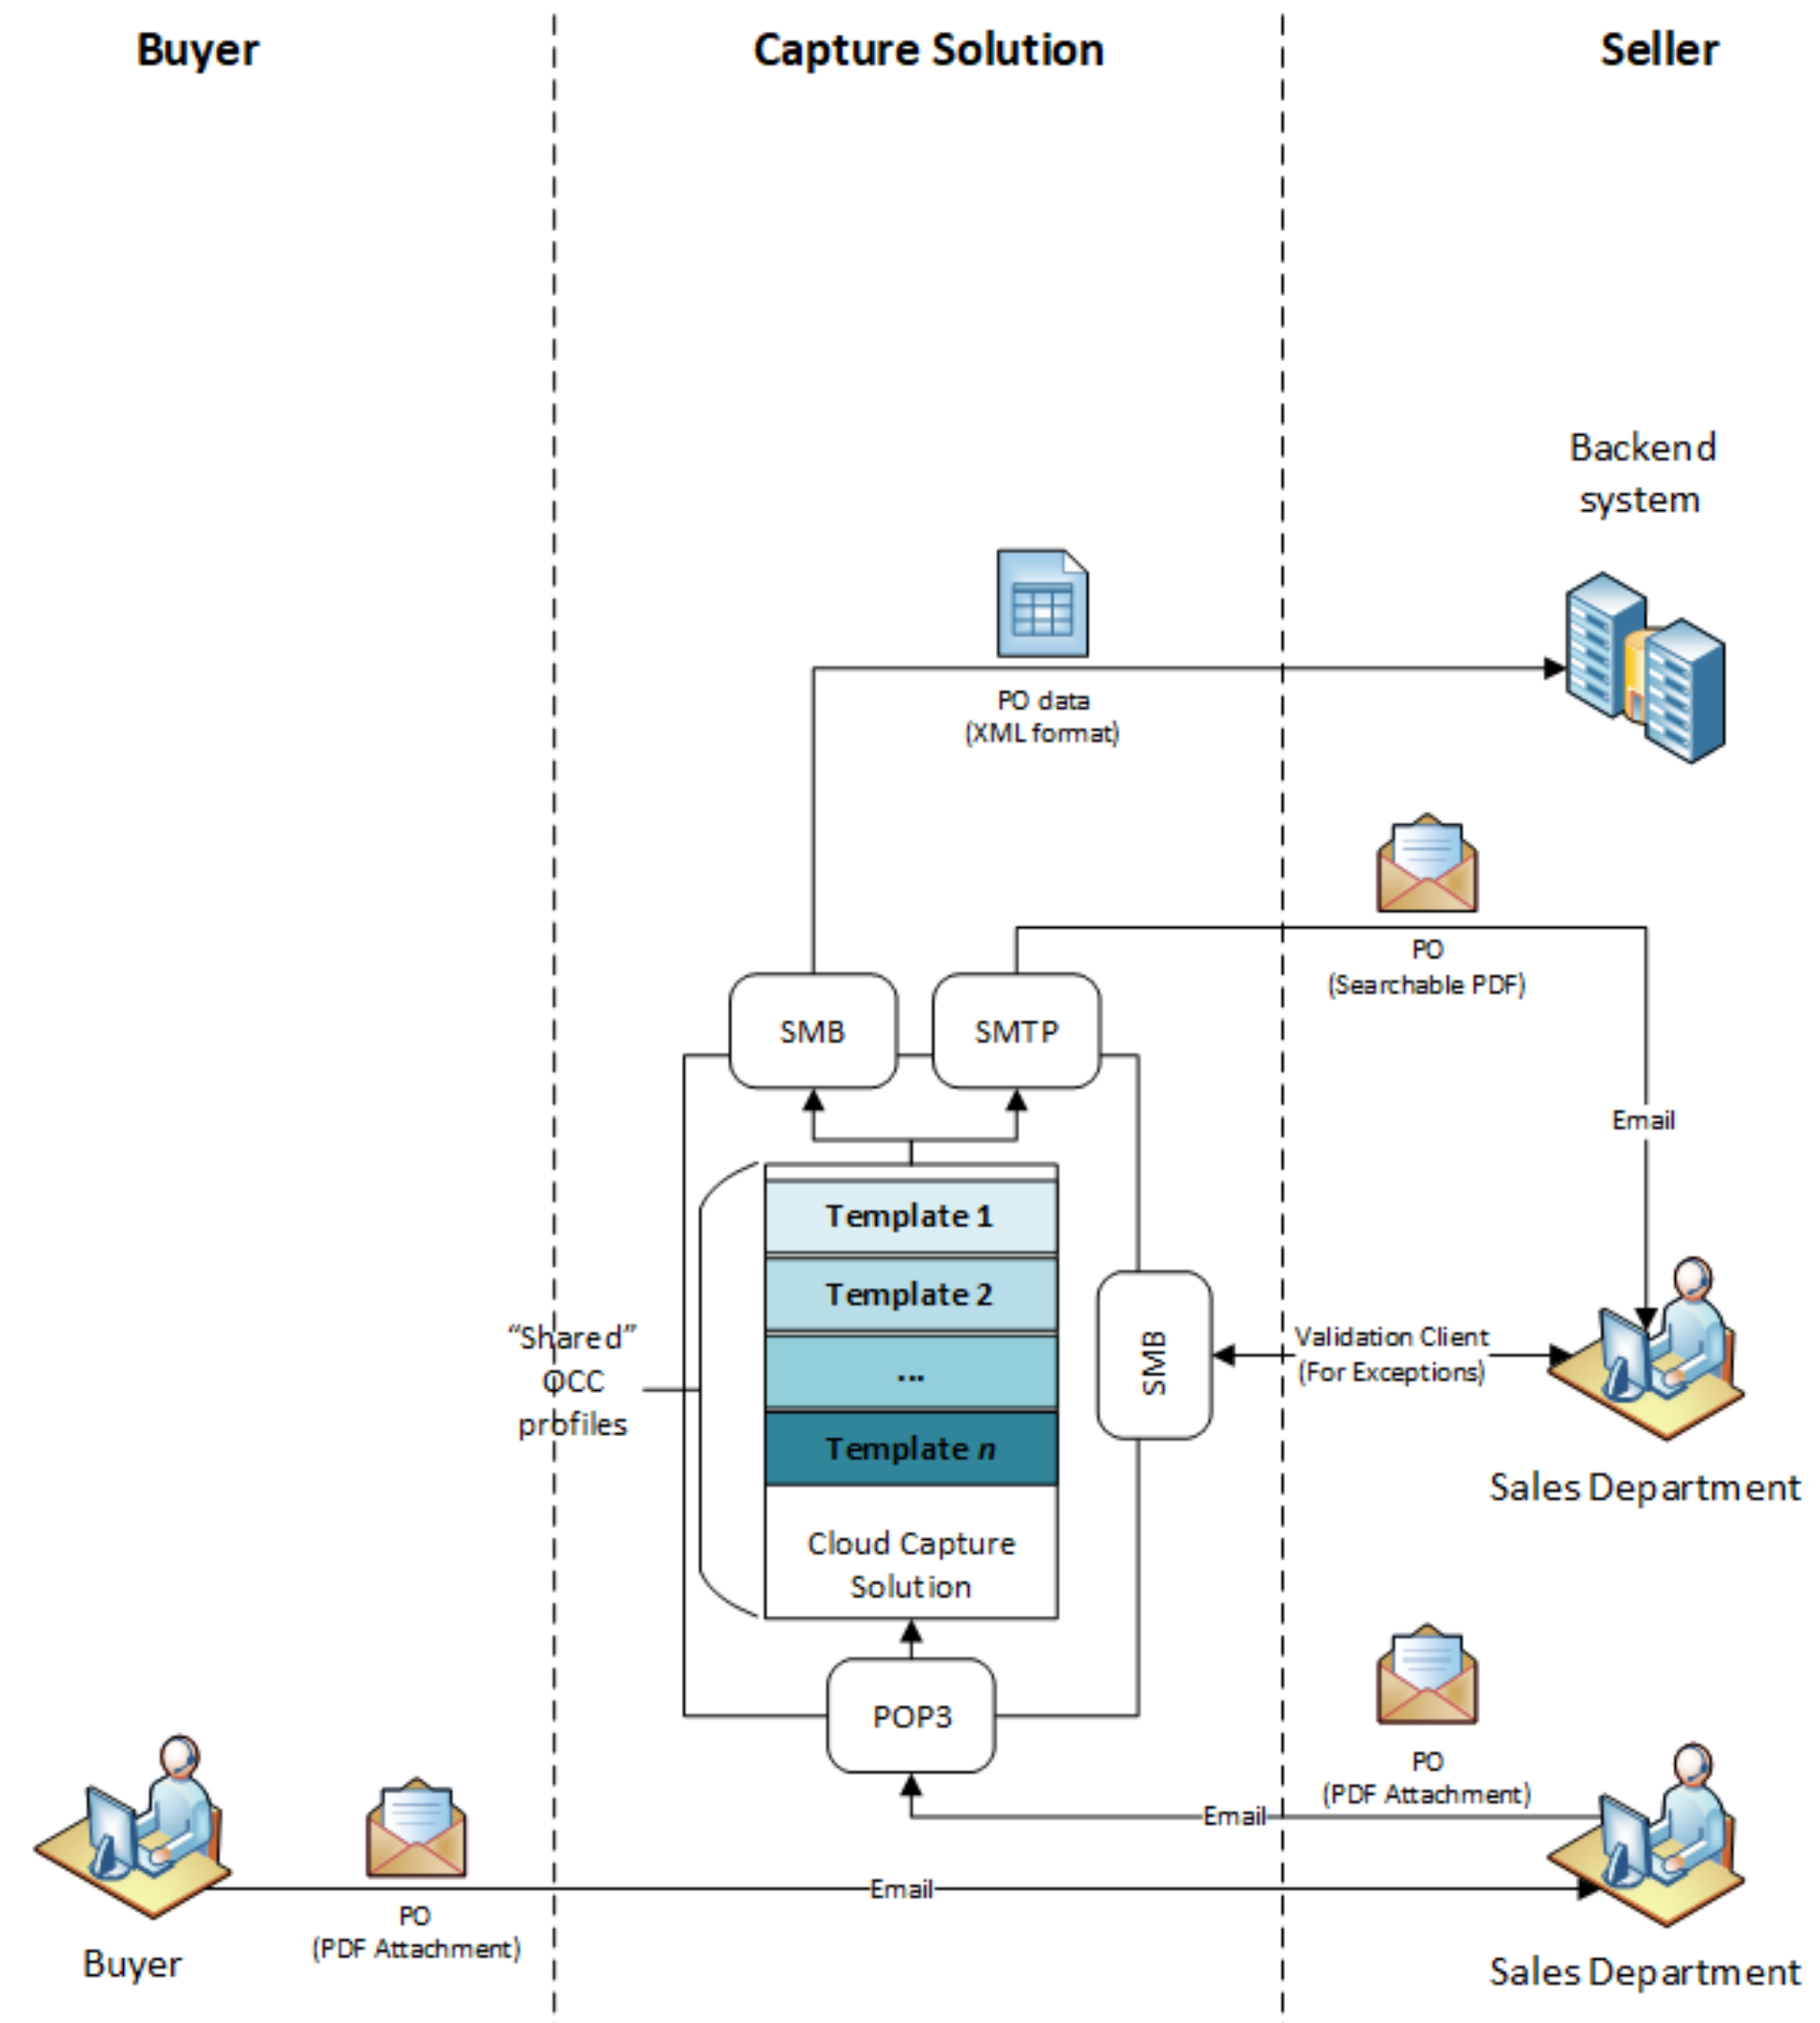 Buyer
Capture Solution
Seller
Backend
system
PO data
(XML format)
PO
(Searchable PDF)
SMB
SMTP
Email
Template 1
Template 2
...
Template n
Cloud Capture
Solution
"Shared"
OCC
profiles
SMB
Validation Client
(For Exceptions)
Sales Department
POP3
PO
(PDF Attachment)
Email
Email
PO
(PDF Attachment)
Buyer
Sales Department